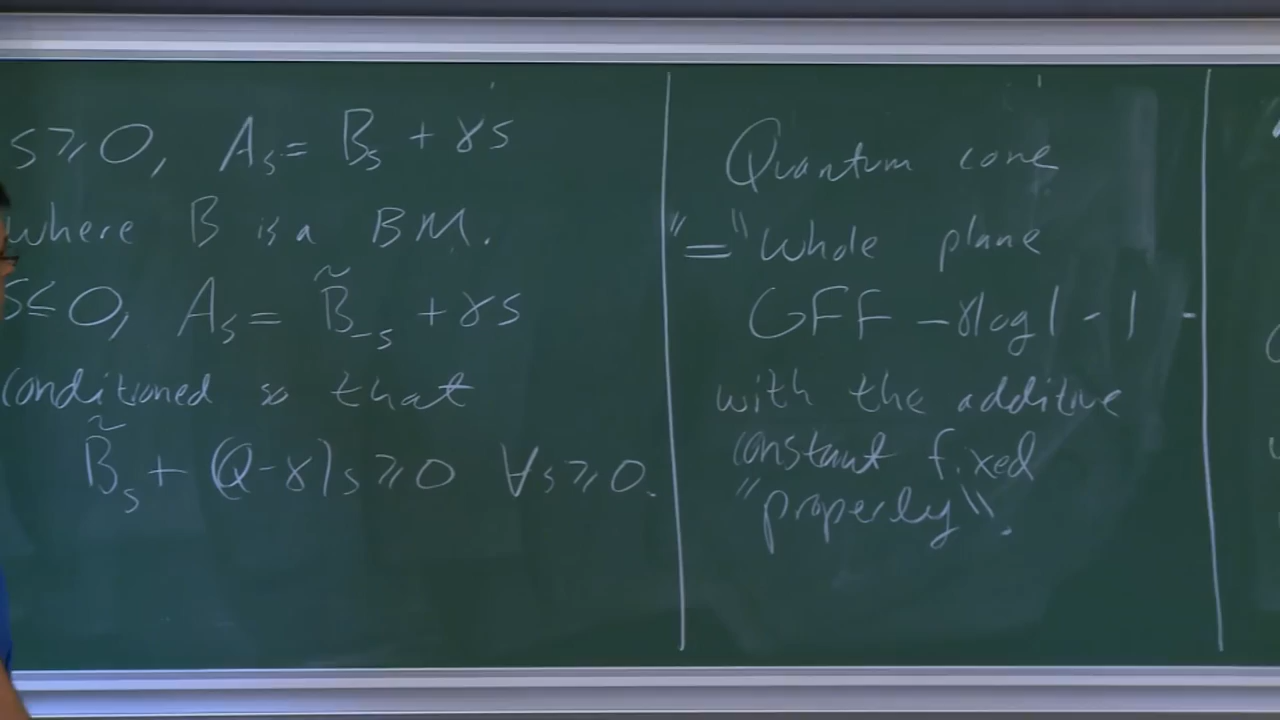 s ≥ 0, A_s = B_s + γs
where B is a BM.
s ≤ 0, A_s = B̃_{-s} + γs
conditioned so that
B̃_s + (Q-γ)s ≥ 0 ∀s ≥ 0.
Quantum cone
"=" Whole plane
GFF - γlog|-|
with the additive
constant fixed
"properly".